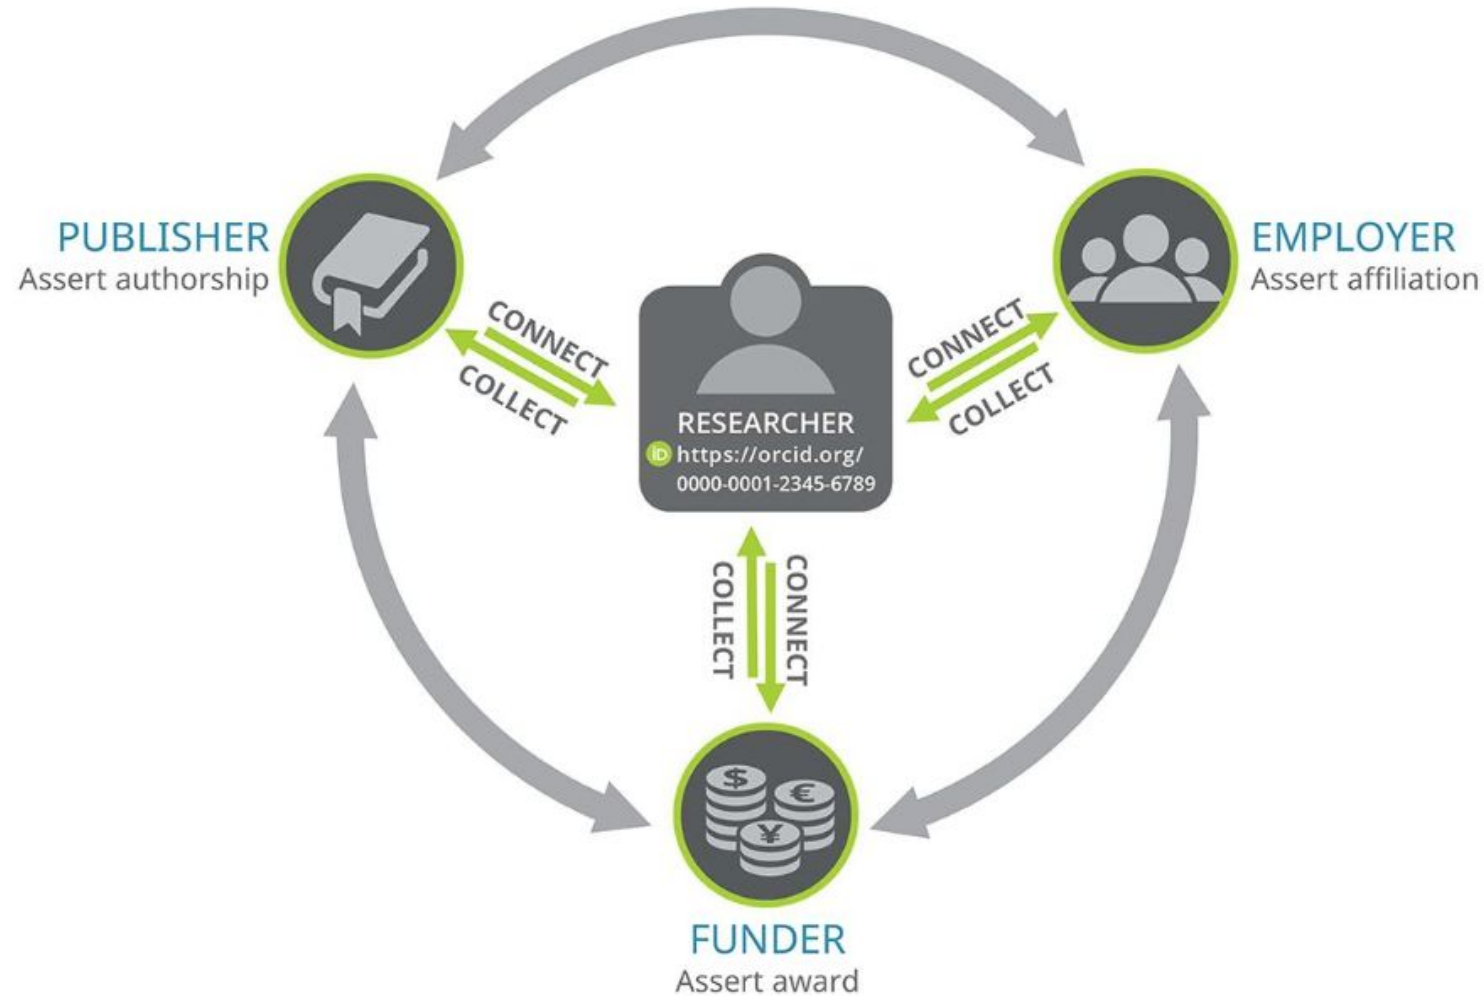 PUBLISHER
Assert authorship
EMPLOYER
Assert affiliation
CONNECT
COLLECT
CONNECT
COLLECT
RESEARCHER
iD https://orcid.org/
0000-0001-2345-6789
COLLECT
CONNECT
$
€
¥
FUNDER
Assert award